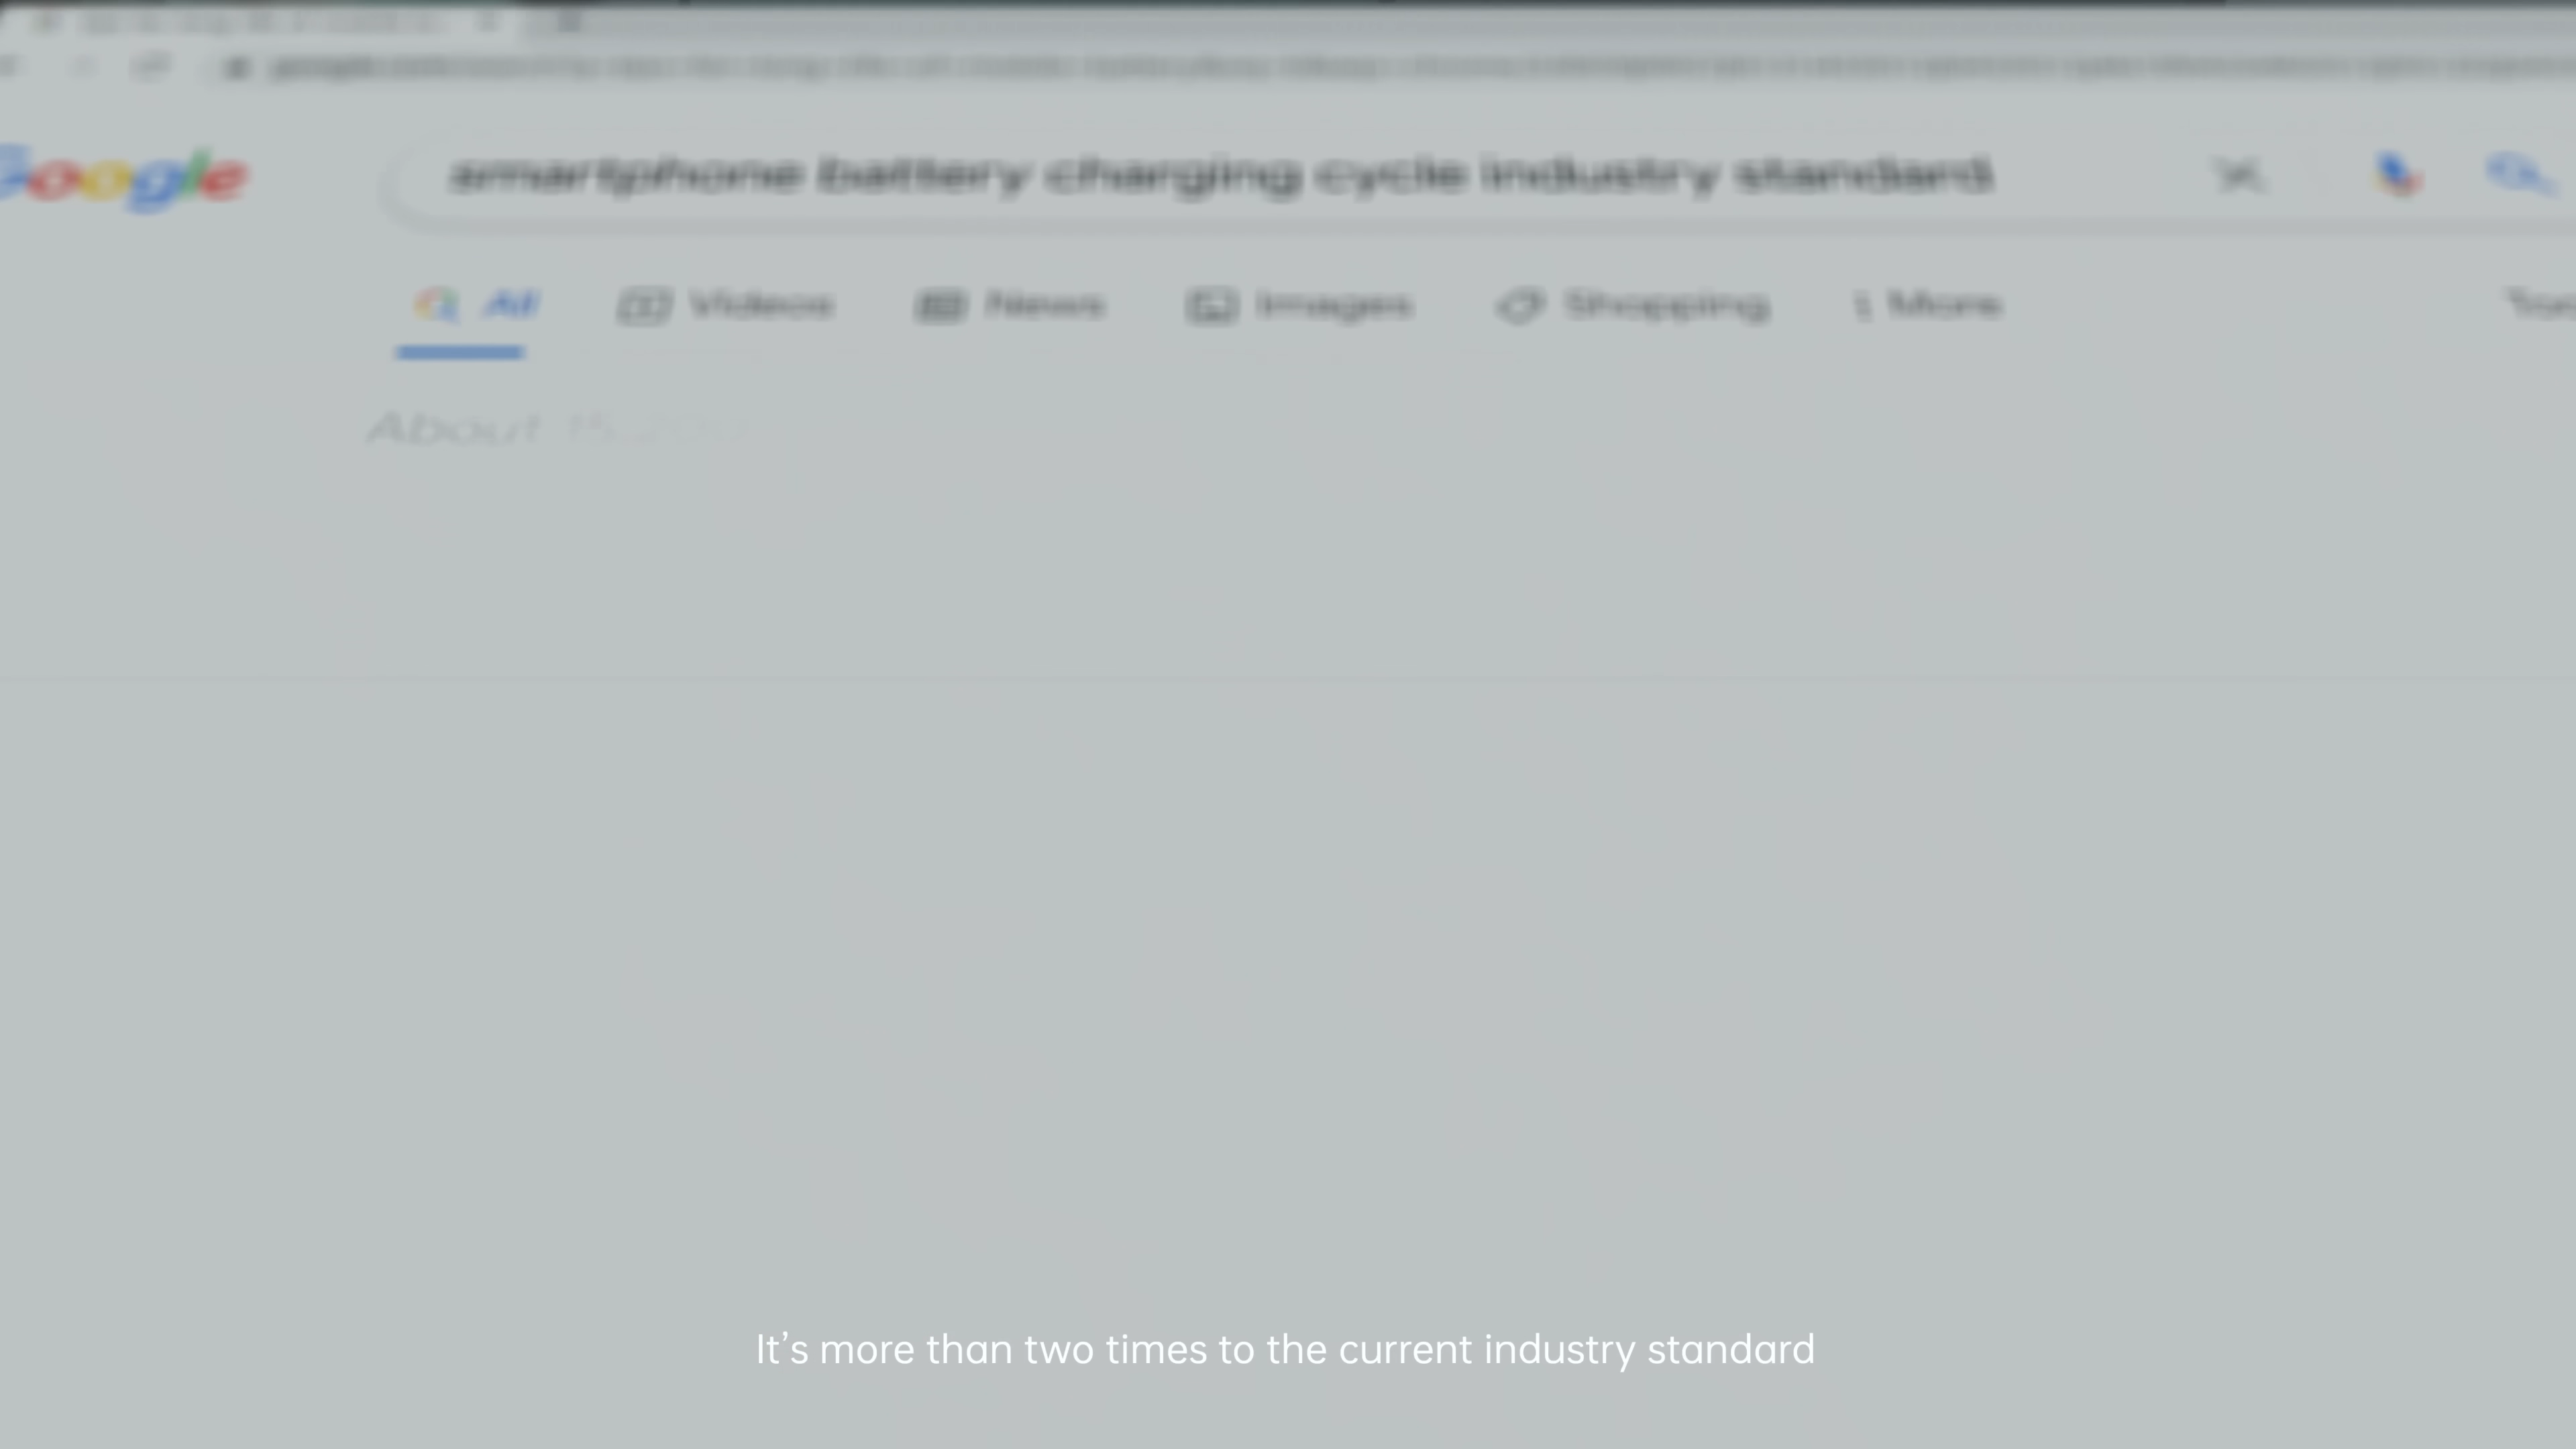 Google
smartphone battery charging cycle industry standard
All Videos News Images Shopping More
About
It's more than two times to the current industry standard